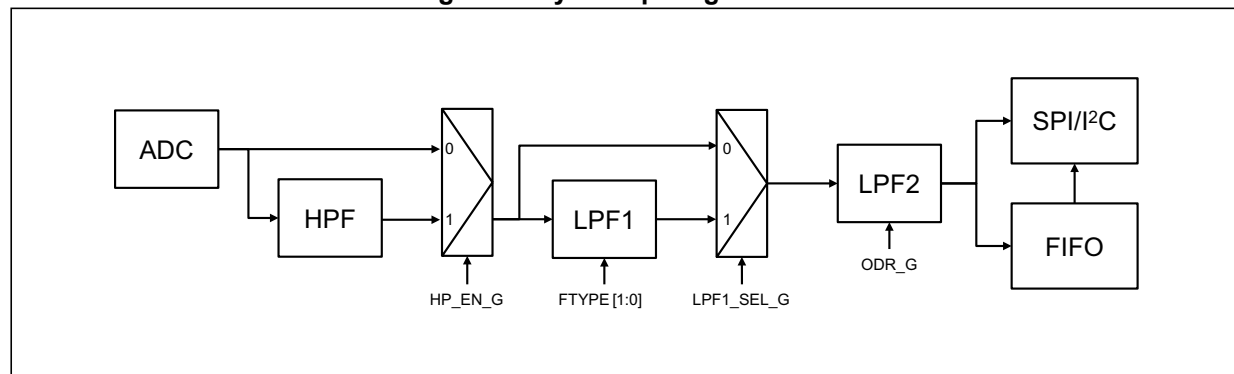 ADC
HPF
0
1
HP_EN_G
LPF1
FTYPE [1:0]
0
1
LPF1_SEL_G
LPF2
ODR_G
SPI/I²C
FIFO